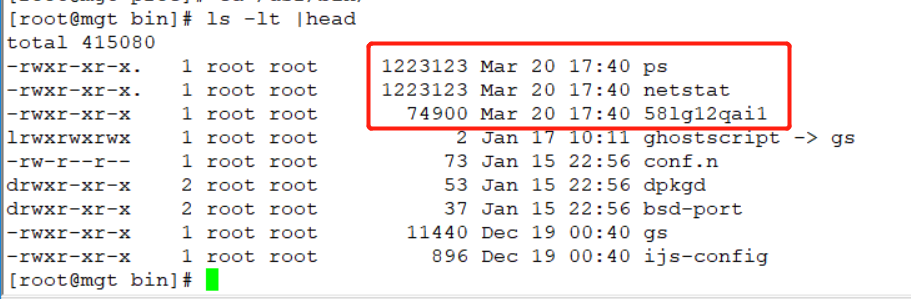 [root@mgt bin]# ls -lt |head
total 415080
-rwxr-xr-x. 1 root root 1223123 Mar 20 17:40 ps
-rwxr-xr-x. 1 root root 1223123 Mar 20 17:40 netstat
-rwxr-xr-x 1 root root 74900 Mar 20 17:40 58lg12qai1
lrwxrwxrwx 1 root root 2 Jan 17 10:11 ghostscript -> gs
-rw-r--r-- 1 root root 73 Jan 15 22:56 conf.n
drwxr-xr-x 2 root root 53 Jan 15 22:56 dpkgd
drwxr-xr-x 2 root root 37 Jan 15 22:56 bsd-port
-rwxr-xr-x 1 root root 11440 Dec 19 00:40 gs
-rwxr-xr-x 1 root root 896 Dec 19 00:40 ijs-config
[root@mgt bin]#